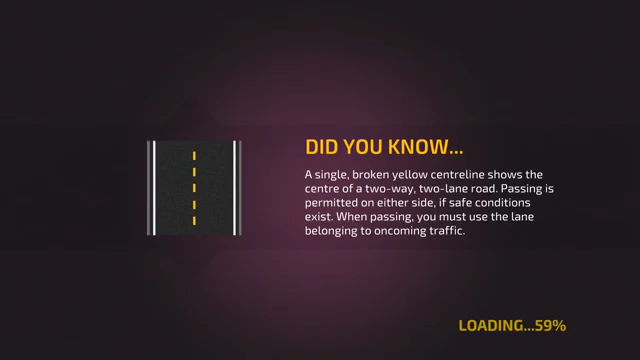 DID YOU KNOW...
A single, broken yellow centreline shows the
centre of a two-way, two-lane road. Passing is
permitted on either side, if safe conditions
exist. When passing, you must use the lane
belonging to oncoming traffic.
LOADING...59%